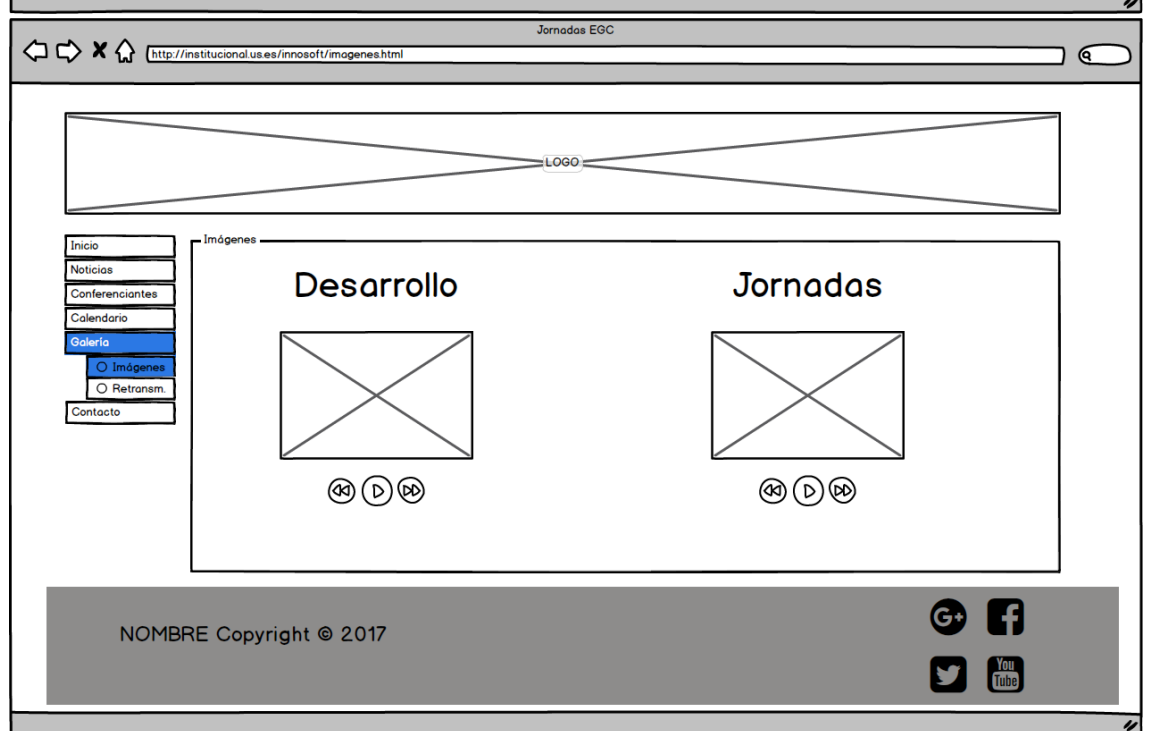 Jornadas EGC
http://institucional.us.es/innosoft/imagenes.html
LOGO
Inicio
Noticias
Conferenciantes
Calendario
Galería
Imágenes
Retransm.
Contacto
Imágenes
Desarrollo
Jornadas
NOMBRE Copyright © 2017
G+
f
You
Tube